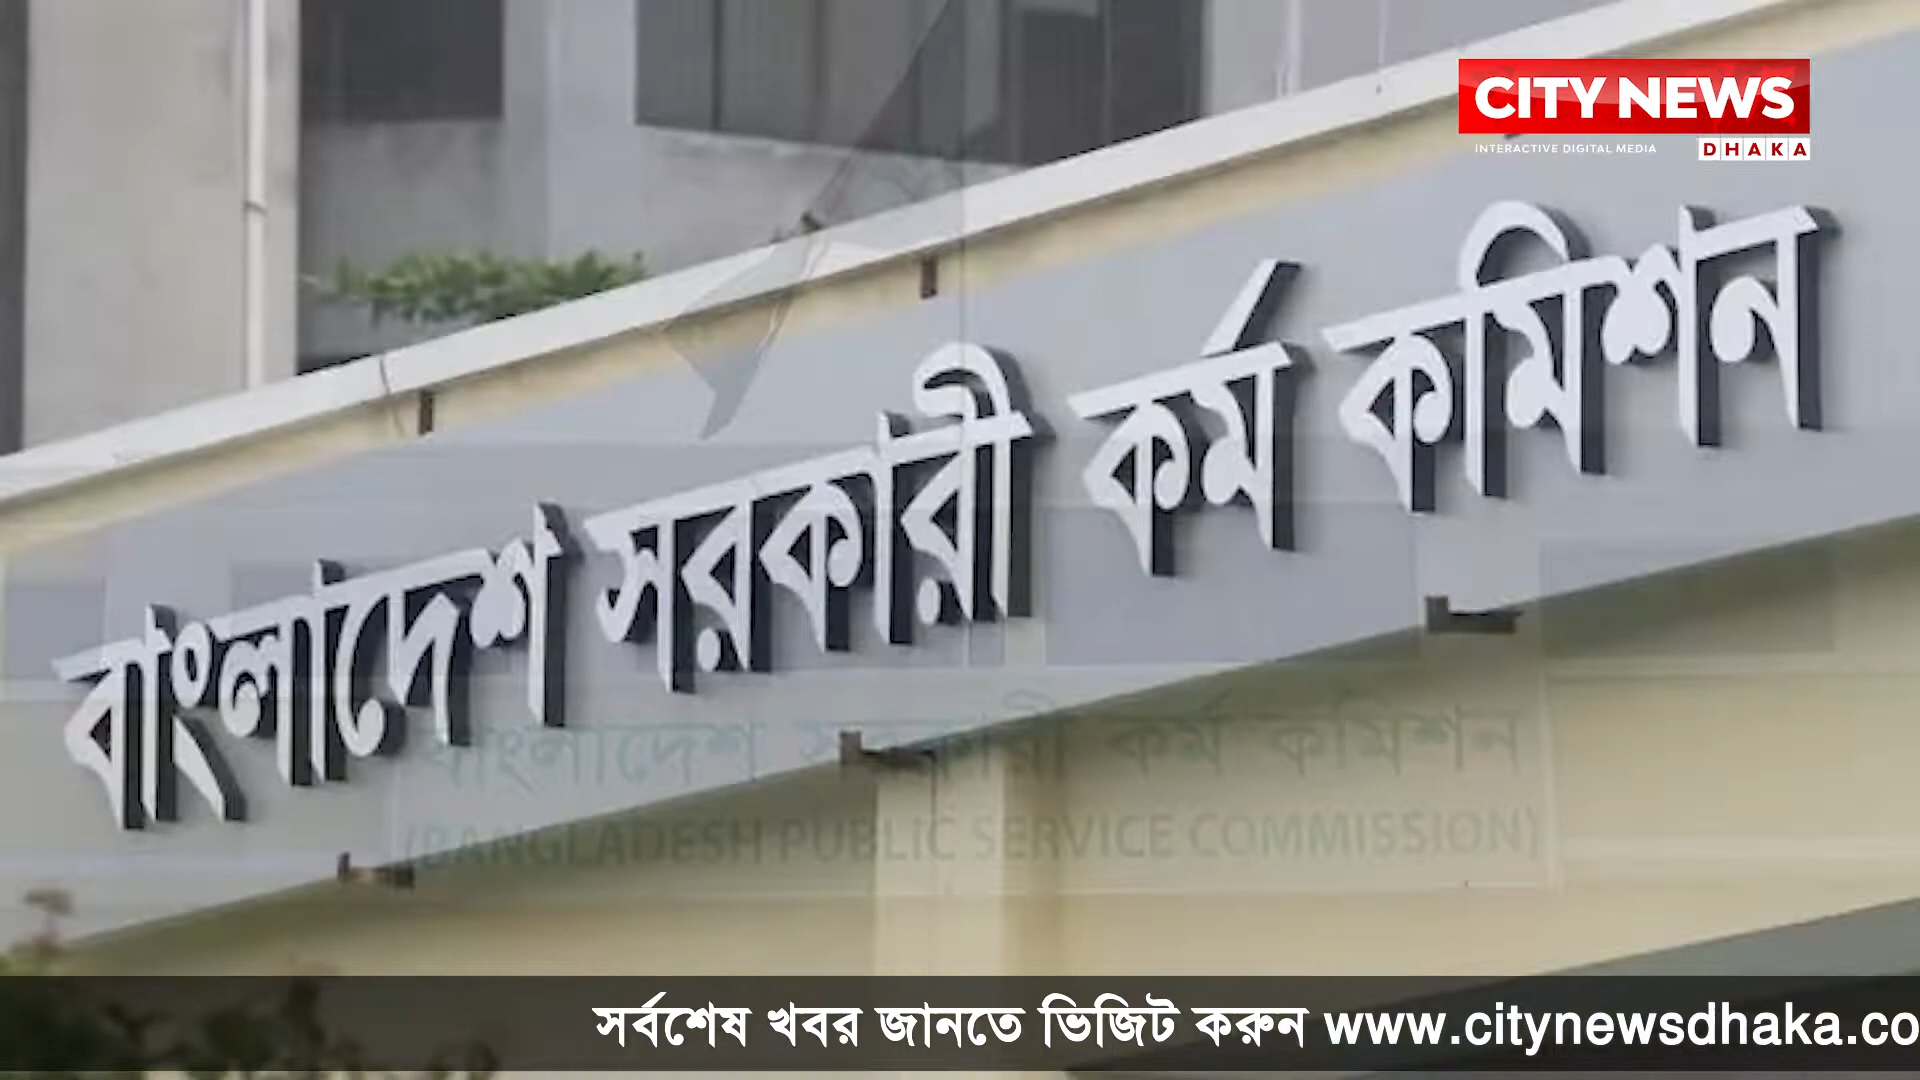 CITY NEWS
INTERACTIVE DIGITAL MEDIA
DHAKA
বাংলাদেশ সরকারী কর্ম কমিশন
বাংলাদেশ সরকারী কর্ম কমিশন
(BANGLADESH PUBLIC SERVICE COMMISSION)
সর্বশেষ খবর জানতে ভিজিট করুন www.citynewsdhaka.co